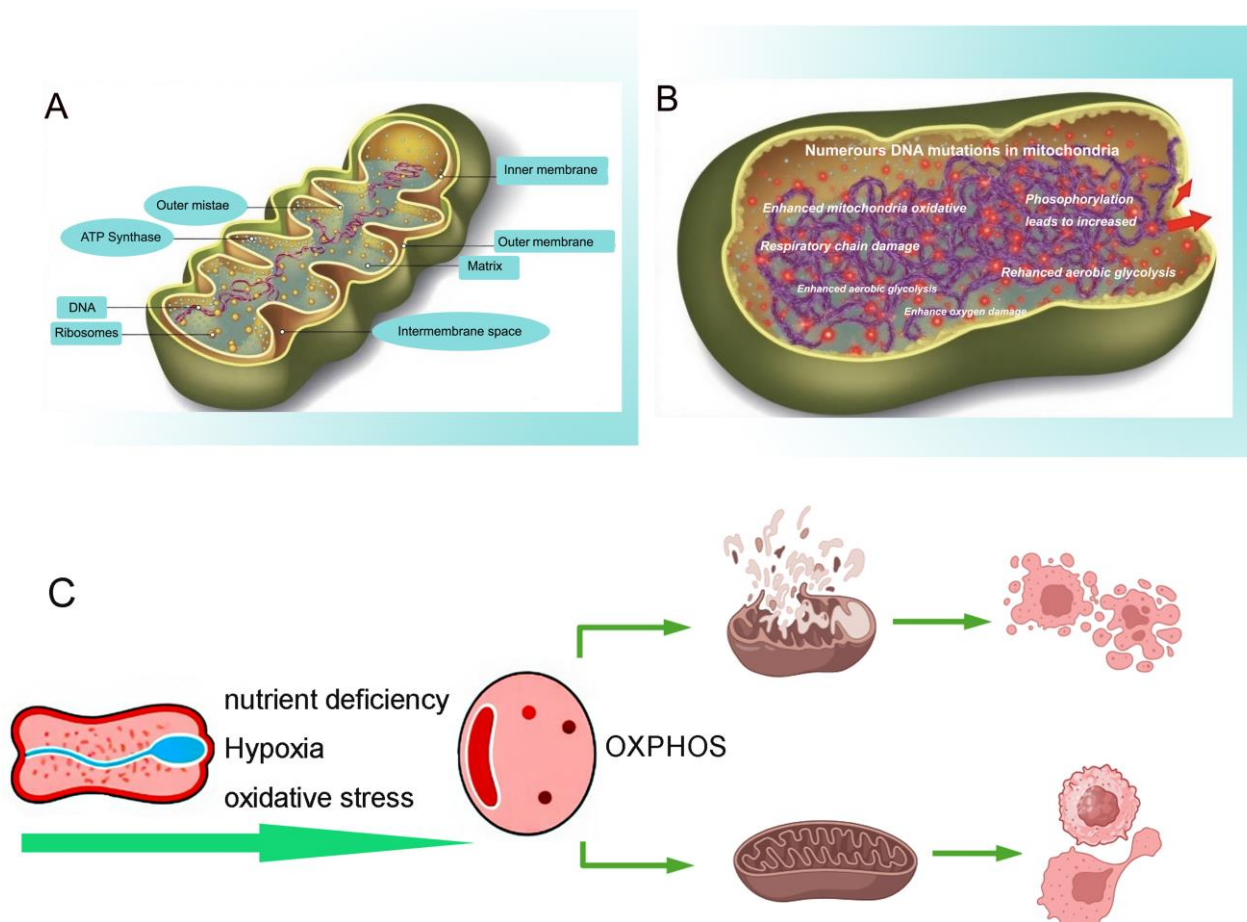 A
Inner membrane
Outer mistae
ATP Synthase
Outer membrane
Matrix
DNA
Ribosomes
Intermembrane space
B
Numerours DNA mutations in mitochondria
Enhanced mitochondria oxidative
Phosophorylation
leads to increased
Respiratory chain damage
Rehanced aerobic glycolysis
Enhanced aerobic glycolysis
Enhance oxygen damage
C
nutrient deficiency
Hypoxia
oxidative stress
OXPHOS